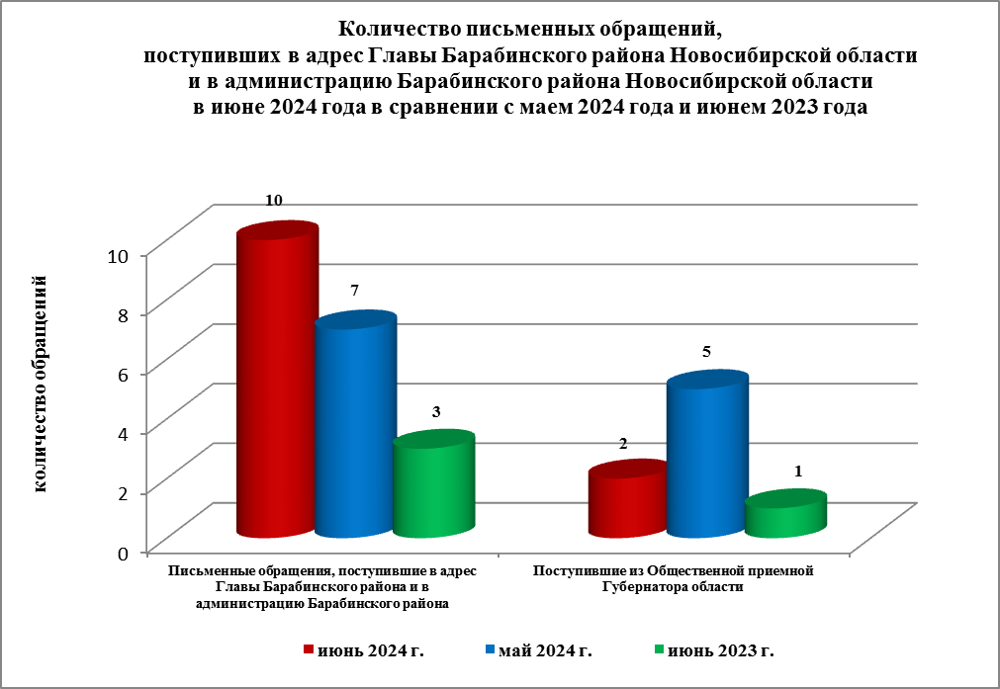 Количество письменных обращений,
поступивших в адрес Главы Барабинского района Новосибирской области
и в администрацию Барабинского района Новосибирской области
в июне 2024 года в сравнении с маем 2024 года и июнем 2023 года
количество обращений
10
8
6
4
2
0
10
7
3
2
5
1
Письменные обращения, поступившие в адрес
Главы Барабинского района и в
администрацию Барабинского района
Поступившие из Общественной приемной
Губернатора области
июнь 2024 г.
май 2024 г.
июнь 2023 г.